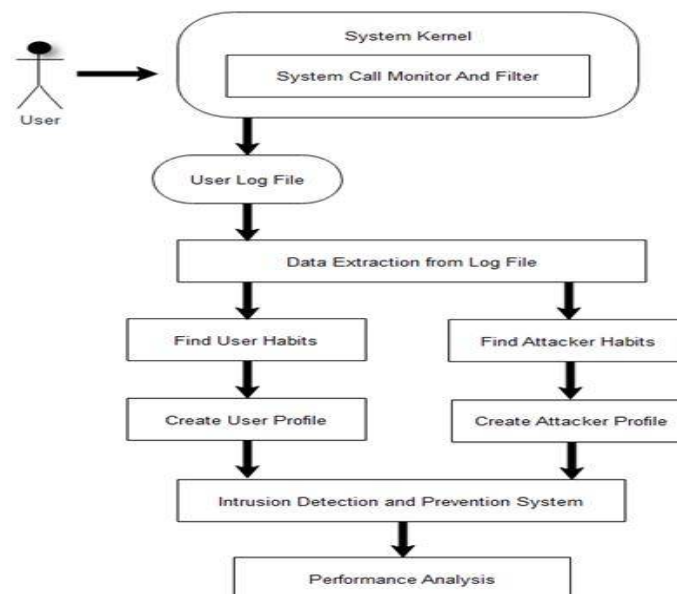 System Kernel
System Call Monitor And Filter
User
User Log File
Data Extraction from Log File
Find User Habits
Find Attacker Habits
Create User Profile
Create Attacker Profile
Intrusion Detection and Prevention System
Performance Analysis